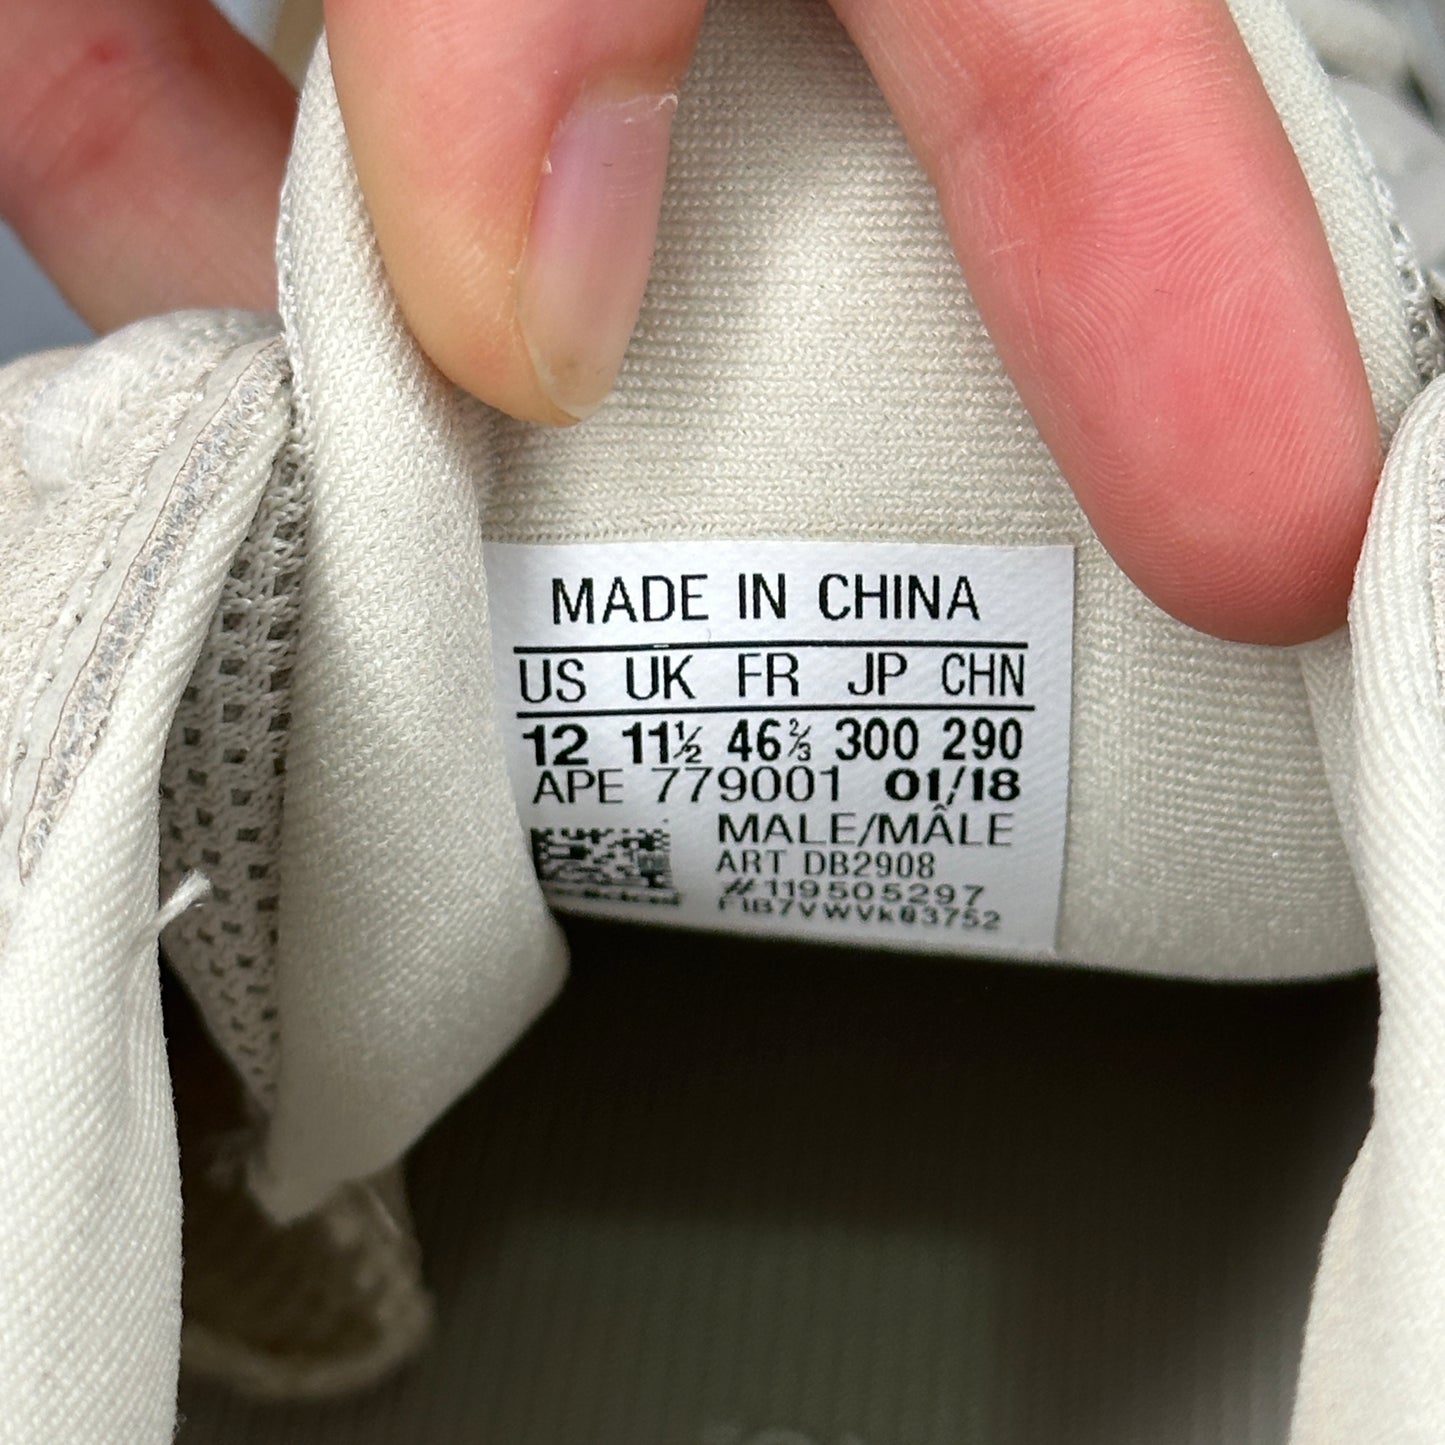 MADE IN CHINA
US UK FR JP CHN
12 11½ 46⅔ 300 290
APE 779001 01/18
MALE/MÂLE
ART DB2908
#119505297
F1B7VWVK03752